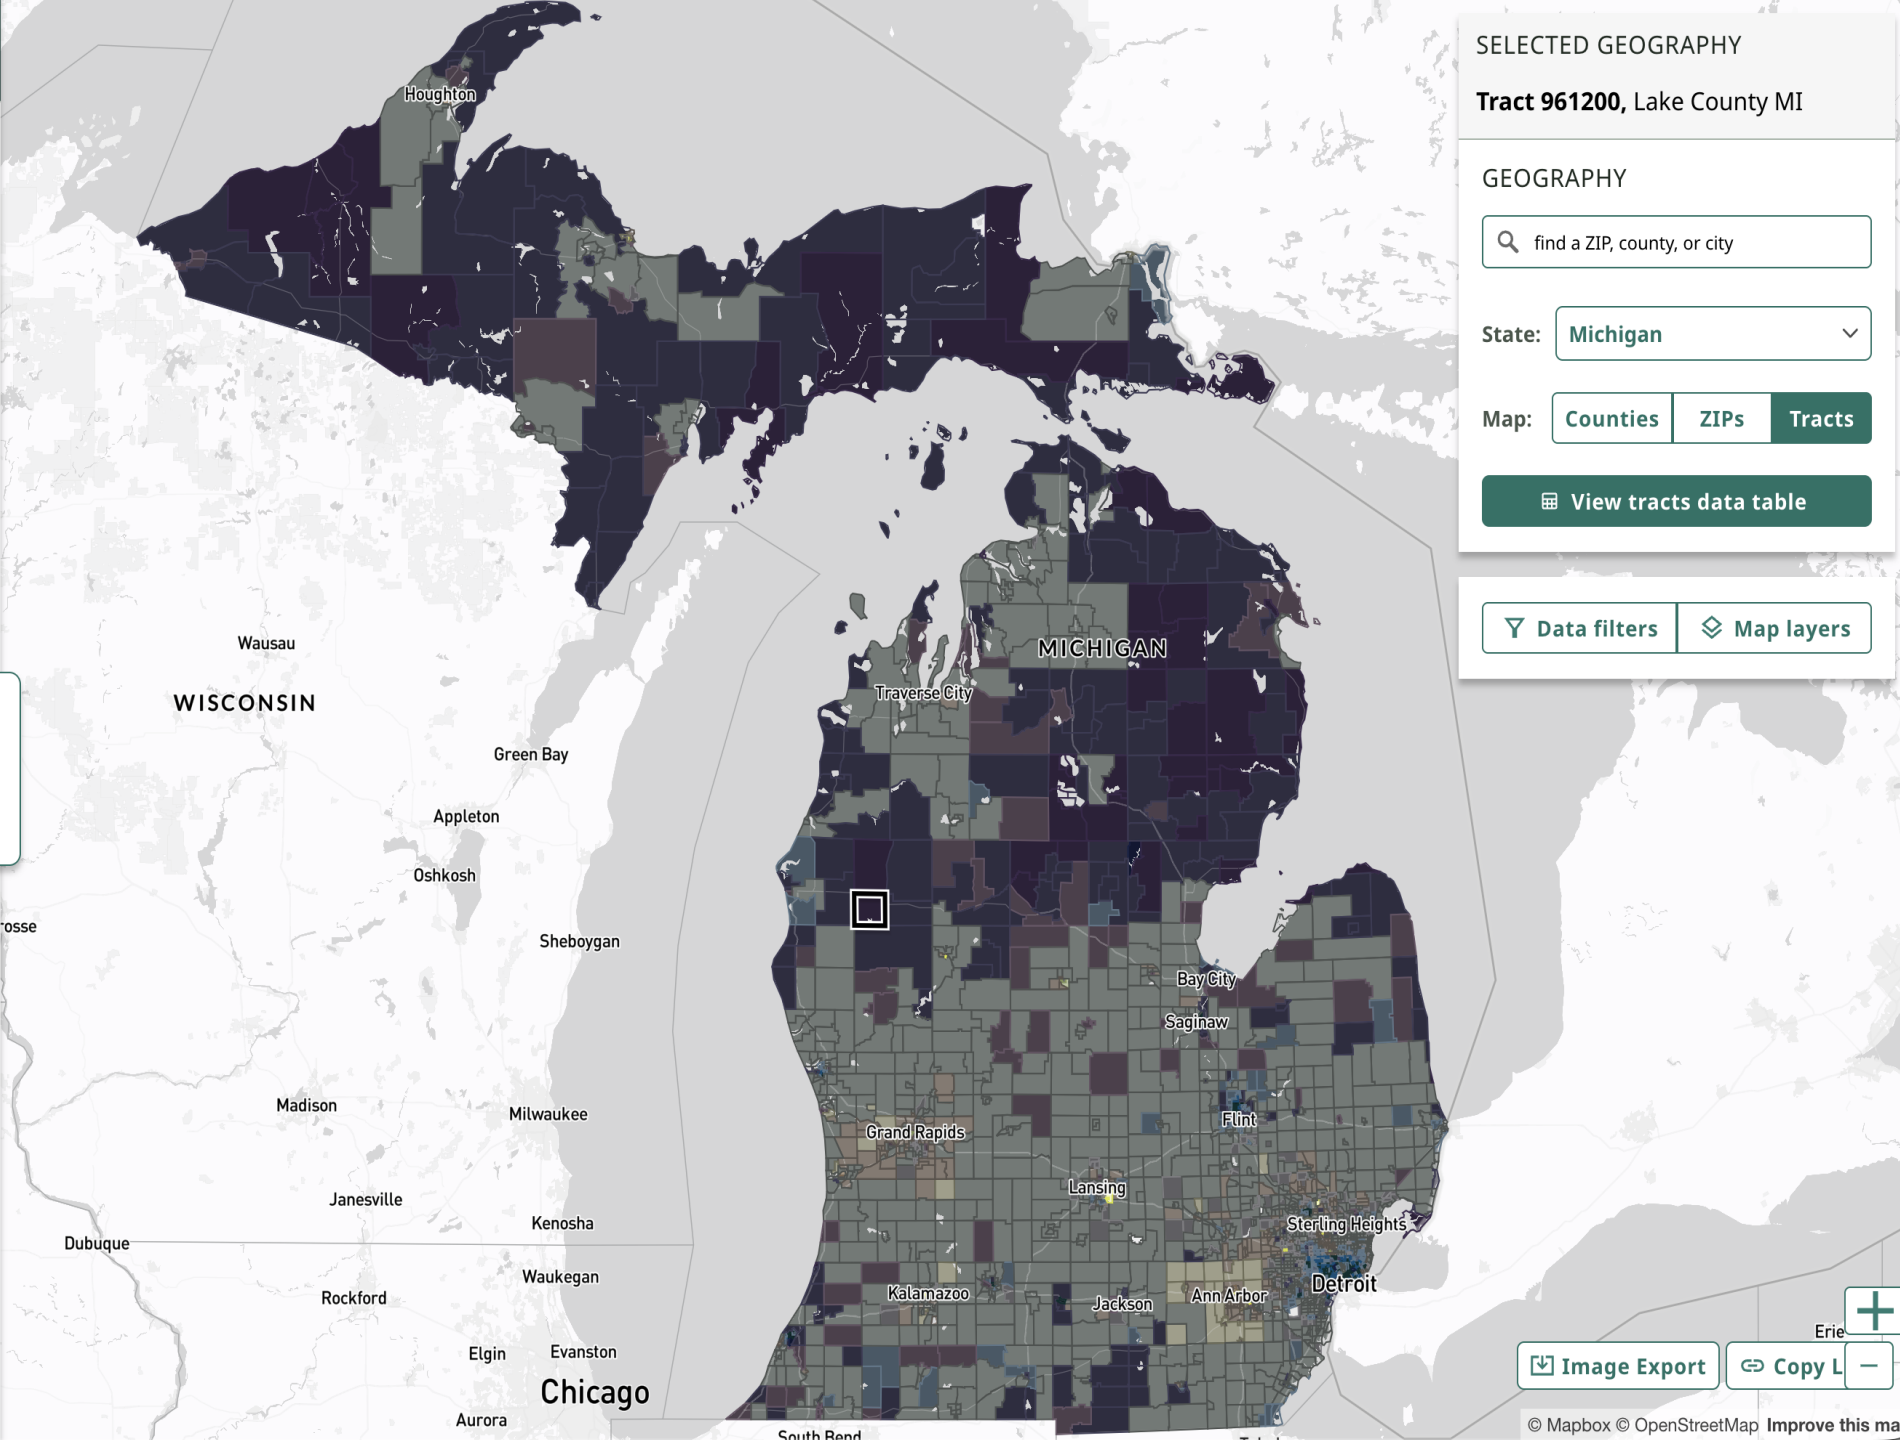 SELECTED GEOGRAPHY
Tract 961200, Lake County MI
GEOGRAPHY
find a ZIP, county, or city
State: Michigan
Map: Counties ZIPs Tracts
View tracts data table
Data filters Map layers
Houghton
MICHIGAN
Wausau
WISCONSIN
Traverse City
Green Bay
Appleton
Oshkosh
rosse
Sheboygan
Bay City
Saginaw
Madison
Milwaukee
Flint
Grand Rapids
Lansing
Janesville
Kenosha
Sterling Heights
Dubuque
Waukegan
Detroit
Rockford
Kalamazoo
Jackson
Ann Arbor
Erie
Elgin
Evanston
Chicago
Aurora
South Bend
Image Export
Copy L
© Mapbox © OpenStreetMap Improve this ma